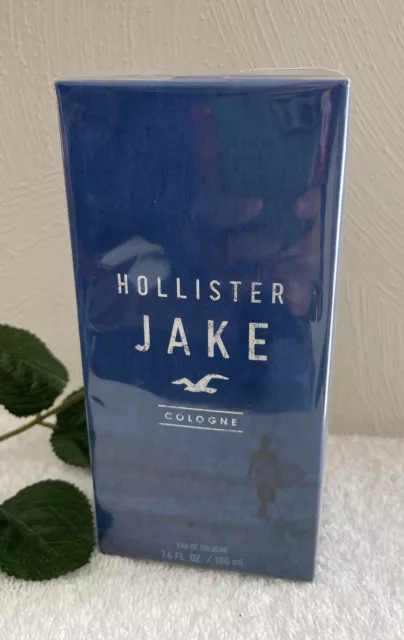 HOLLISTER
JAKE
COLOGNE
EAU DE COLOGNE
3.4 FL. OZ. / 100 mL